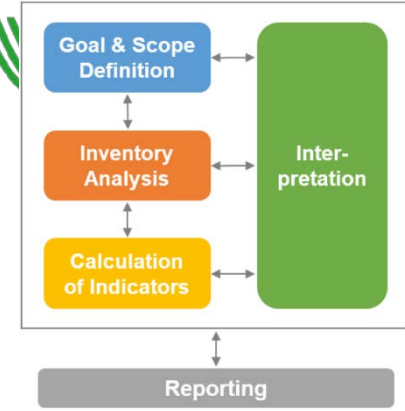 Goal & Scope
Definition
Inventory
Analysis
Inter-
pretation
Calculation
of Indicators
Reporting